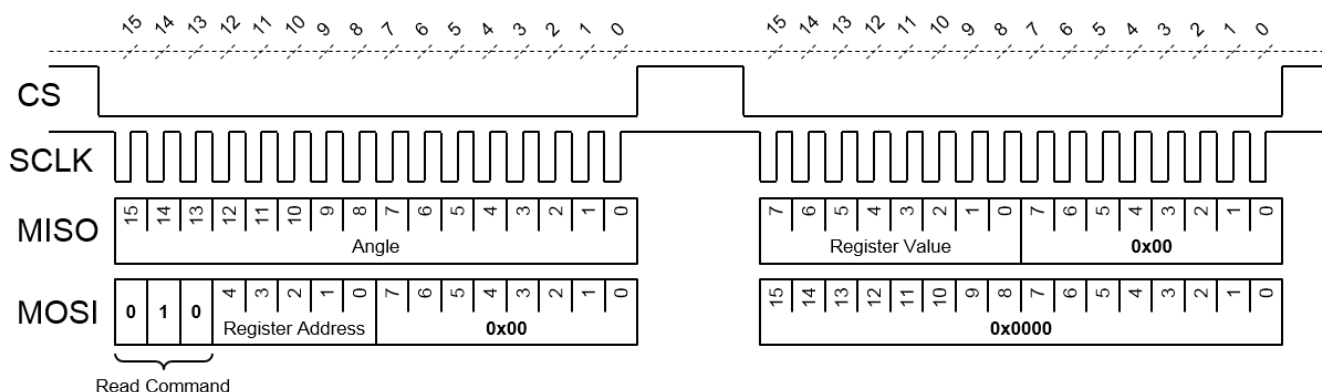 15 14 13 12 11 10 9 8 7 6 5 4 3 2 1 0 15 14 13 12 11 10 9 8 7 6 5 4 3 2 1 0
CS
SCLK
MISO 15 14 13 12 11 10 9 8 7 6 5 4 3 2 1 0 7 6 5 4 3 2 1 0 7 6 5 4 3 2 1 0
Angle Register Value 0x00
MOSI 0 1 0 4 3 2 1 0 7 6 5 4 3 2 1 0 15 14 13 12 11 10 9 8 7 6 5 4 3 2 1 0
Register Address 0x00 0x0000
Read Command